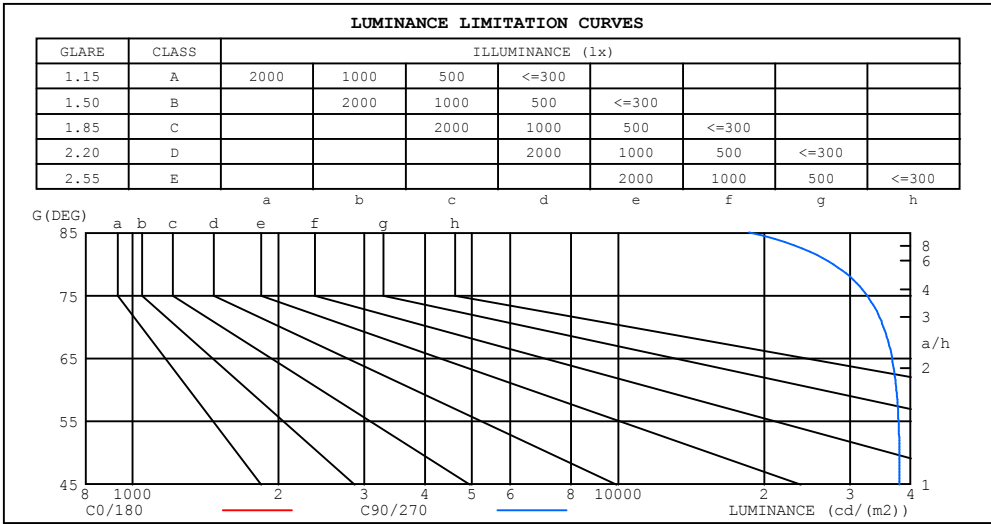 LUMINANCE LIMITATION CURVES
GLARE CLASS ILLUMINANCE (lx)
1.15 A 2000 1000 500 <=300
1.50 B 2000 1000 500 <=300
1.85 C 2000 1000 500 <=300
2.20 D 2000 1000 500 <=300
2.55 E 2000 1000 500 <=300
a b c d e f g h
G(DEG)
a b c d e f g h
85
8
6
75
4
3
a/h
65
2
55
45 1
8 1000 2 3 4 5 6 8 10000 2 3 4
C0/180 C90/270 LUMINANCE (cd/(m2))